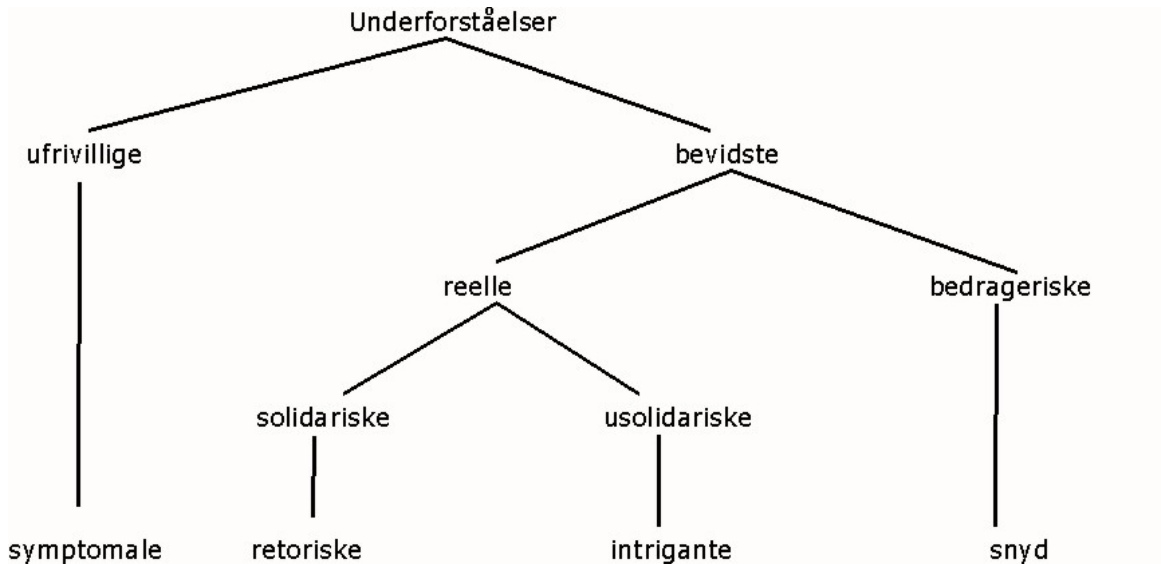 Underforståelser
ufrivillige bevidste
reelle bedrageriske
solidariske usolidariske
symptomale retoriske intrigante snyd